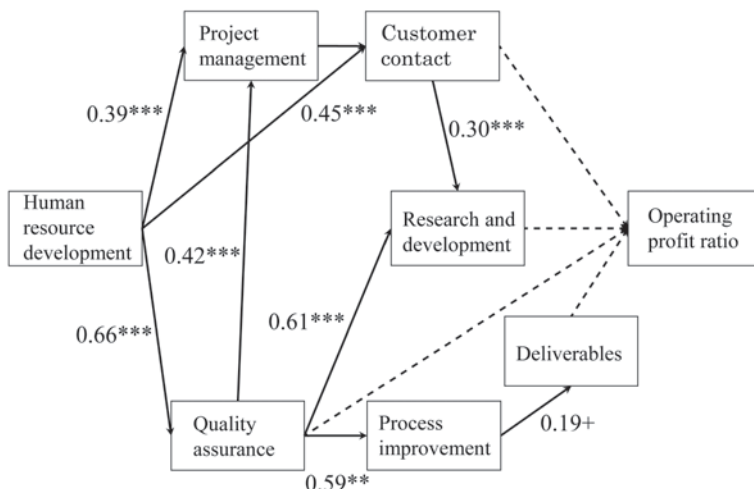 Project
management
Customer
contact
0.39***
0.45***
0.30***
Human
resource
development
Research and
development
Operating
profit ratio
0.42***
0.66***
0.61***
Deliverables
Quality
assurance
Process
improvement
0.19+
0.59**